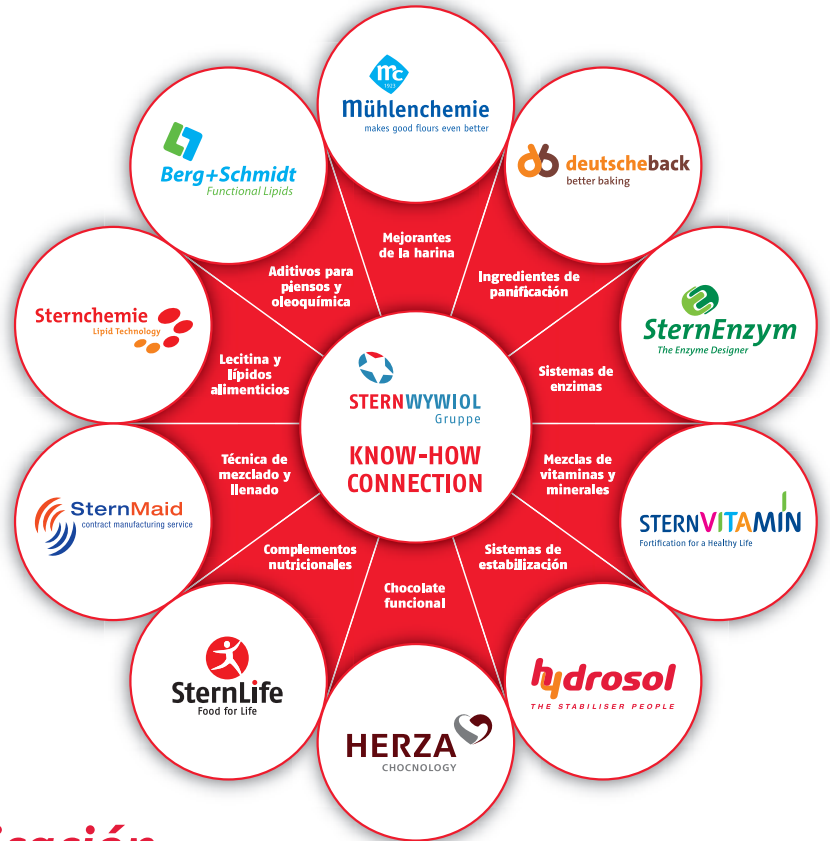 mc
1923
Mühlenchemie
makes good flours even better
deutscheback
better baking
SternEnzym
The Enzyme Designer
STERNVITAMIN
Fortification for a Healthy Life
hydrosol
THE STABILISER PEOPLE
HERZA
CHOCNOLOGY
SternLife
Food for Life
SternMaid
contract manufacturing service
Sternchemie
Lipid Technology
Berg+Schmidt
Functional Lipids
Mejorantes
de la harina
Ingredientes de
panificación
Sistemas de
enzimas
Mezclas de
vitaminas y
minerales
Sistemas de
estabilización
Chocolate
funcional
Complementos
nutricionales
Técnica de
mezclado y
llenado
Lecitina y
lípidos
alimenticios
Aditivos para
piensos y
oleoquímica
STERNWYWIOL
Gruppe
KNOW-HOW
CONNECTION